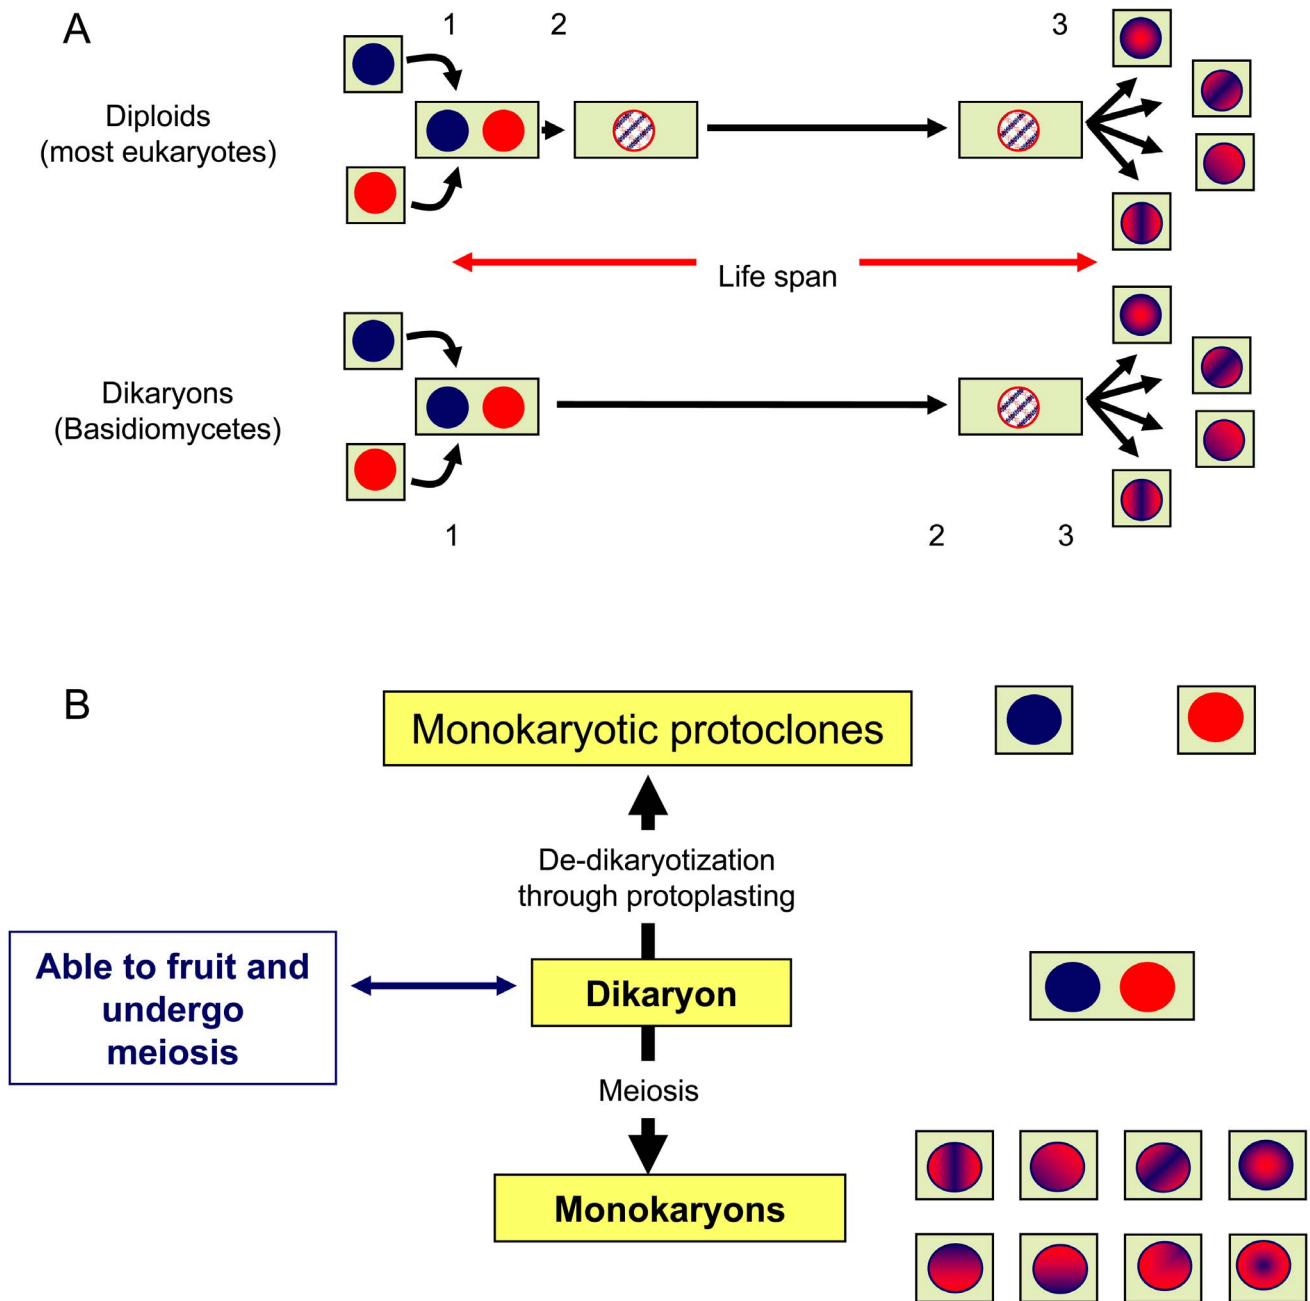 A
1
2
3
Diploids
(most eukaryotes)
Life span
Dikaryons
(Basidiomycetes)
1
2
3
B
Monokaryotic protoclones
De-dikaryotization
through protoplasting
Able to fruit and
undergo
meiosis
Dikaryon
Meiosis
Monokaryons